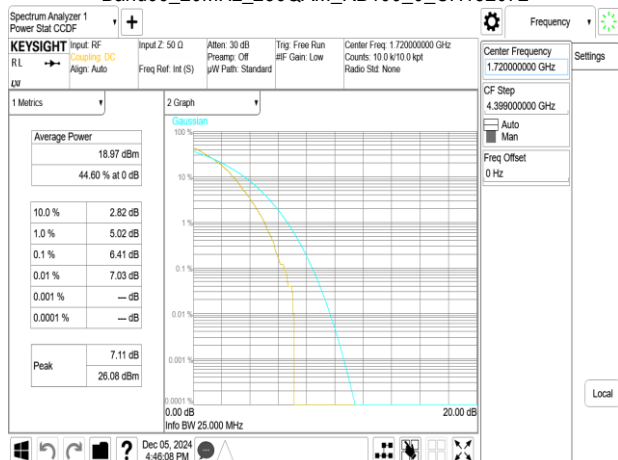 Spectrum Analyzer 1
Power Stat CCDF
Frequency
KEYSIGHT
Input: RF
Coupling: DC
Align: Auto
Input Z: 50 Ω
Freq Ref: Int (S)
Atten: 30 dB
Preamp: Off
µW Path: Standard
Trig: Free Run
#IF Gain: Low
Center Freq: 1.720000000 GHz
Counts: 10.0 k/10.0 kpt
Radio Std: None
RL
LXI
Center Frequency
1.720000000 GHz
Settings
CF Step
4.399000000 GHz
Auto
Man
Freq Offset
0 Hz
1 Metrics
2 Graph
Average Power
18.97 dBm
44.60 % at 0 dB
10.0 % 2.82 dB
1.0 % 5.02 dB
0.1 % 6.41 dB
0.01 % 7.03 dB
0.001 % --- dB
0.0001 % --- dB
Peak
7.11 dB
26.08 dBm
Gaussian
100 %
10 %
1 %
0.1 %
0.01 %
0.001 %
0.0001 %
0.00 dB
20.00 dB
Info BW 25.000 MHz
Local
?
Dec 05, 2024
4:46:08 PM